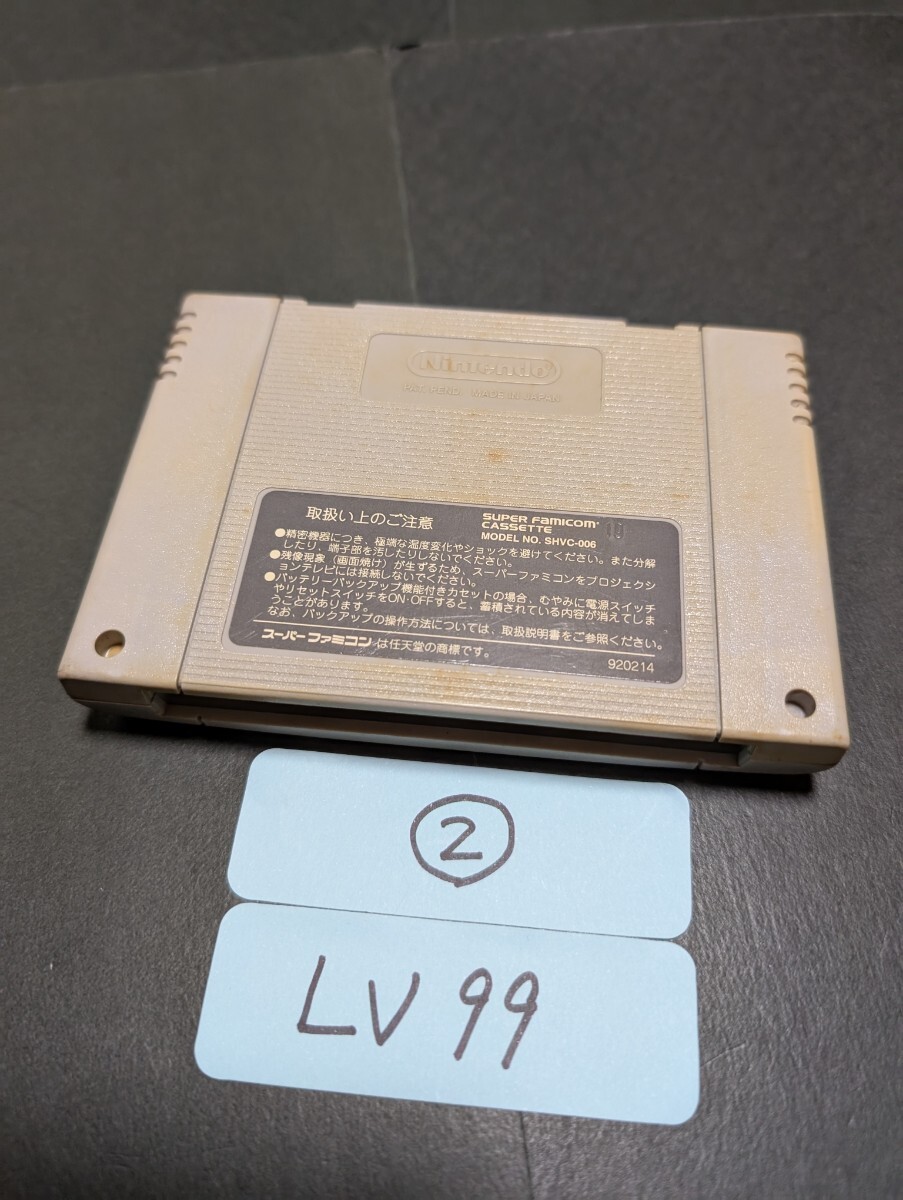 Nintendo
PAT. PEND. MADE IN JAPAN
取扱い上のご注意
SUPER FAMICOM
CASSETTE
MODEL NO. SHVC-006
●精密機器につき、極端な温度変化やショックを避けてください。また分解
したり、端子部を汚したりしないでください。
●残像現象（画面焼け）が生ずるため、スーパーファミコンをプロジェクシ
ョンテレビには接続しないでください。
●バッテリーバックアップ機能付きカセットの場合、むやみに電源スイッチ
やリセットスイッチをON・OFFすると、蓄積されている内容が消えてしま
うことがあります。
なお、バックアップの操作方法については、取扱説明書をご参照ください。
スーパーファミコンは任天堂の商標です。
920214
②
LV 99